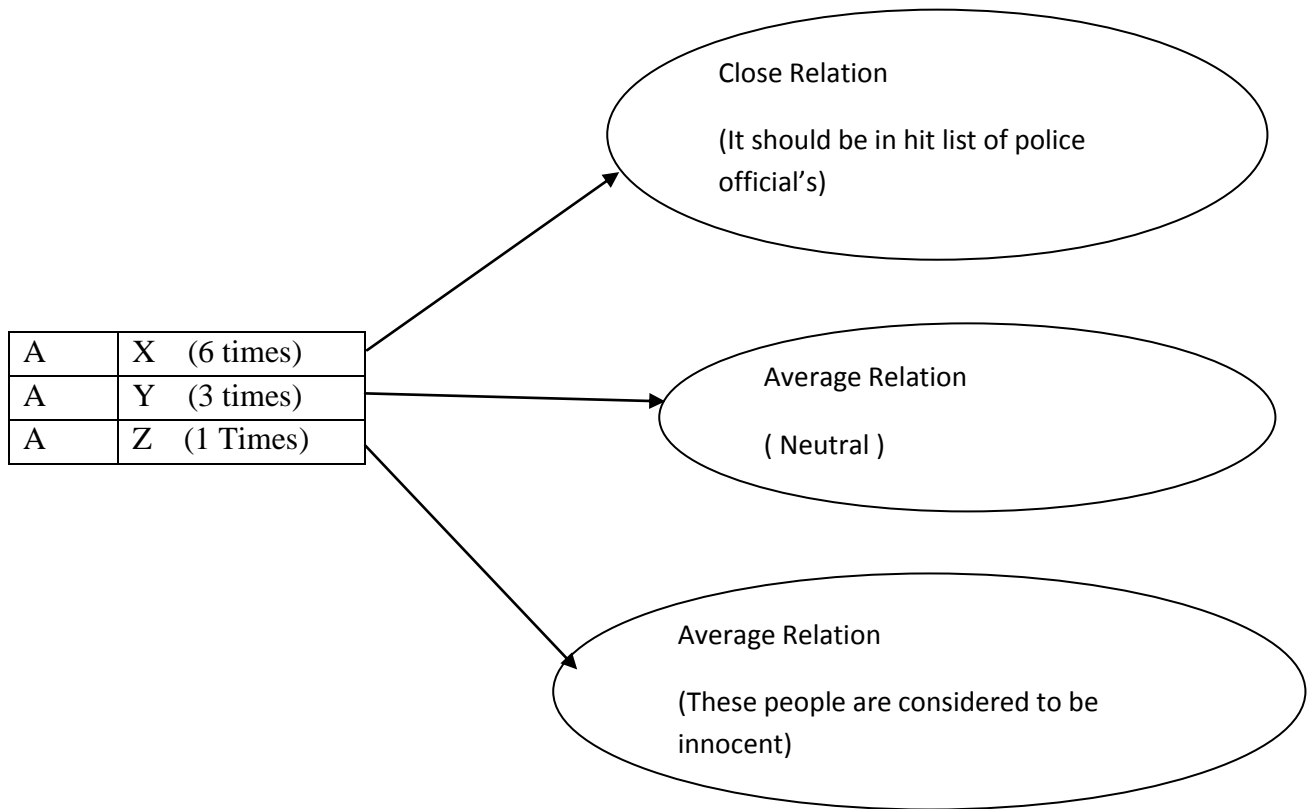 Close Relation
(It should be in hit list of police
official’s)
A X (6 times)
A Y (3 times)
A Z (1 Times)
Average Relation
( Neutral )
Average Relation
(These people are considered to be
innocent)